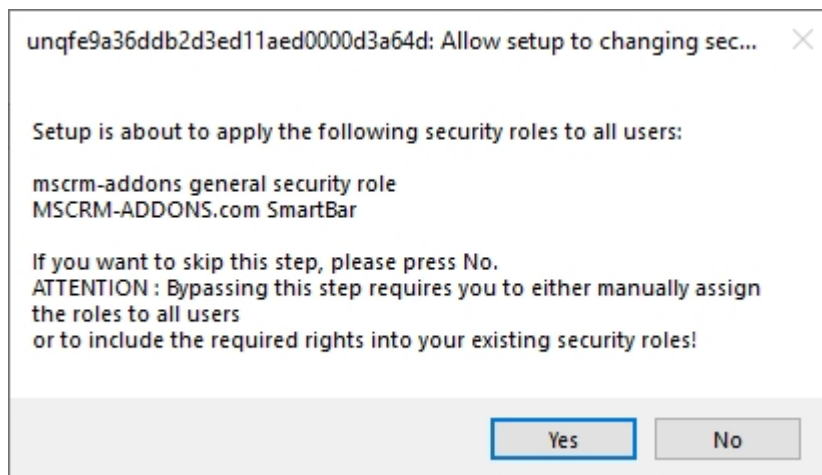 unqfe9a36ddb2d3ed11aed0000d3a64d: Allow setup to changing sec...
Setup is about to apply the following security roles to all users:
mscrm-addons general security role
MSCRM-ADDONS.com SmartBar
If you want to skip this step, please press No.
ATTENTION : Bypassing this step requires you to either manually assign
the roles to all users
or to include the required rights into your existing security roles!
Yes
No